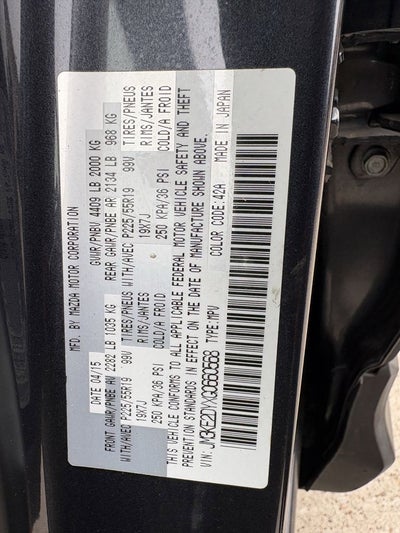 MFD. BY MAZDA MOTOR CORPORATION
DATE 04/15 GVWR/PNBV 4409 LB 2000 KG
FRONT GAWR/PNBE AV 2282 LB 1035 KG REAR GAWR/PNBE AR 2134 LB 968 KG
WITH/AVEC P225/55R19 99V TIRES/PNEUS WITH/AVEC P225/55R19 99V TIRES/PNEUS
19X7J RIMS/JANTES 19X7J RIMS/JANTES
250 KPA/36 PSI COLD/A FROID 250 KPA/36 PSI COLD/A FROID
THIS VEHICLE CONFORMS TO ALL APPLICABLE FEDERAL MOTOR VEHICLE SAFETY AND THEFT
PREVENTION STANDARDS IN EFFECT ON THE DATE OF MANUFACTURE SHOWN ABOVE.
VIN: JM3KE2DYXG0660568 TYPE: MPV COLOR CODE: 42A MADE IN JAPAN